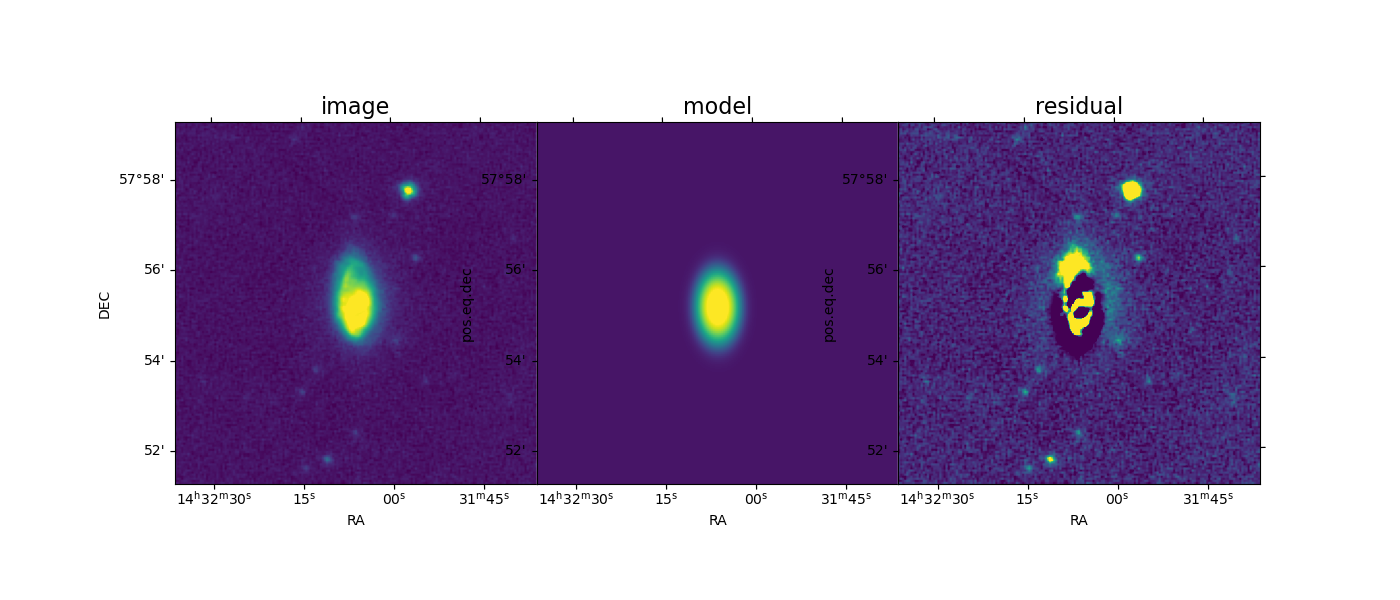 image model residual
57°58' 57°58' 57°58'
56' 56' 56'
DEC pos.eq.dec pos.eq.dec
54' 54' 54'
52' 52' 52'
14ʰ32ᵐ30ˢ 15ˢ 00ˢ 31ᵐ45ˢ 14ʰ32ᵐ30ˢ 15ˢ 00ˢ 31ᵐ45ˢ 14ʰ32ᵐ30ˢ 15ˢ 00ˢ 31ᵐ45ˢ
RA RA RA